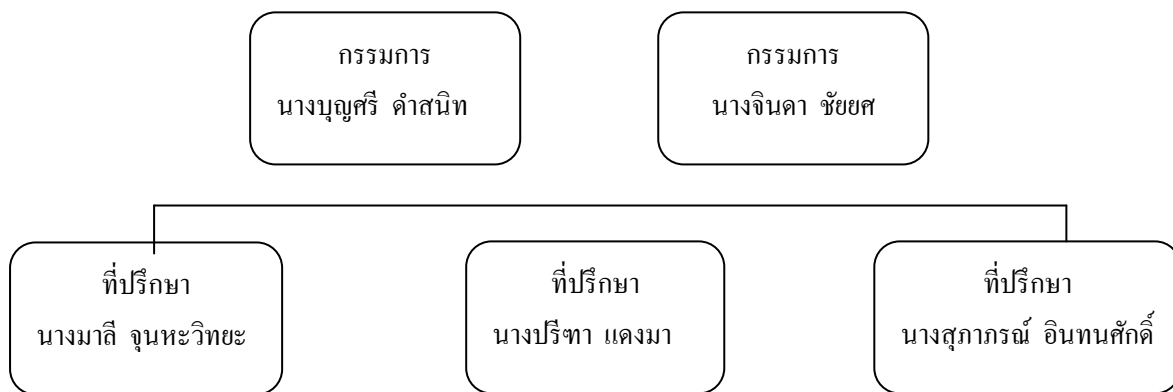 กรรมการ
นางบุญศรี คำสนิท
กรรมการ
นางจินดา ชัยยศ
ที่ปรึกษา
นางมาลี จุนหะวิทยะ
ที่ปรึกษา
นางปรีฑา แดงมา
ที่ปรึกษา
นางสุภาภรณ์ อินทนศักดิ์